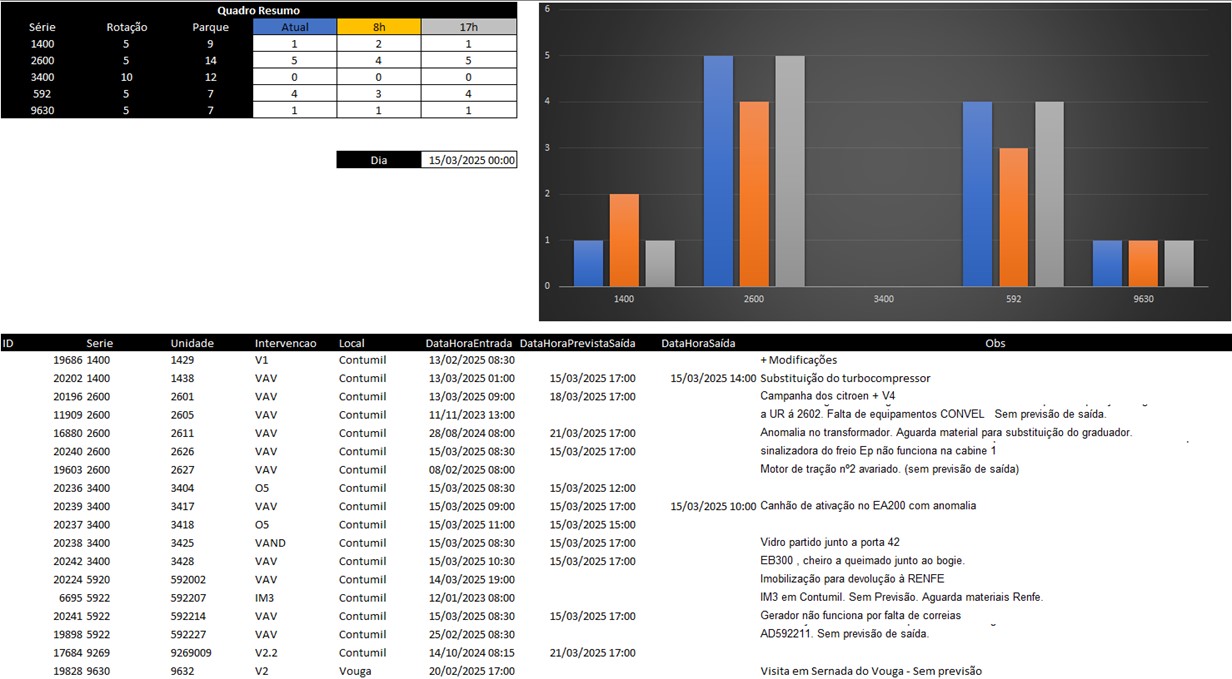 Quadro Resumo
Série Rotação Parque Atual 8h 17h
1400 5 9 1 2 1
2600 5 14 5 4 5
3400 10 12 0 0 0
592 5 7 4 3 4
9630 5 7 1 1 1
Dia 15/03/2025 00:00
6
5
4
3
2
1
0
1400 2600 3400 592 9630
ID Serie Unidade Intervencao Local DataHoraEntrada DataHoraPrevistaSaída DataHoraSaída Obs
19686 1400 1429 V1 Contumil 13/02/2025 08:30 + Modificações
20202 1400 1438 VAV Contumil 13/03/2025 01:00 15/03/2025 17:00 15/03/2025 14:00 Substituição do turbocompressor
20196 2600 2601 VAV Contumil 13/03/2025 09:00 18/03/2025 17:00 Campanha dos citroen + V4
11909 2600 2605 VAV Contumil 11/11/2023 13:00 a UR á 2602. Falta de equipamentos CONVEL Sem previsão de saída.
16880 2600 2611 VAV Contumil 28/08/2024 08:00 21/03/2025 17:00 Anomalia no transformador. Aguarda material para substituição do graduador.
20240 2600 2626 VAV Contumil 15/03/2025 08:30 15/03/2025 17:00 sinalizadora do freio Ep não funciona na cabine 1
19603 2600 2627 VAV Contumil 08/02/2025 08:00 Motor de tração nº2 avariado. (sem previsão de saída)
20236 3400 3404 O5 Contumil 15/03/2025 08:30 15/03/2025 12:00
20239 3400 3417 VAV Contumil 15/03/2025 09:00 15/03/2025 17:00 15/03/2025 10:00 Canhão de ativação no EA200 com anomalia
20237 3400 3418 O5 Contumil 15/03/2025 11:00 15/03/2025 15:00
20238 3400 3425 VAND Contumil 15/03/2025 08:30 15/03/2025 17:00 Vidro partido junto a porta 42
20242 3400 3428 VAV Contumil 15/03/2025 10:30 15/03/2025 17:00 EB300 , cheiro a queimado junto ao bogie.
20224 5920 592002 VAV Contumil 14/03/2025 19:00 Imobilização para devolução à RENFE
6695 5922 592207 IM3 Contumil 12/01/2023 08:00 IM3 em Contumil. Sem Previsão. Aguarda materiais Renfe.
20241 5922 592214 VAV Contumil 15/03/2025 08:30 15/03/2025 17:00 Gerador não funciona por falta de correias
19898 5922 592227 VAV Contumil 25/02/2025 08:30 AD592211. Sem previsão de saída.
17684 9269 9269009 V2.2 Contumil 14/10/2024 08:15 21/03/2025 17:00
19828 9630 9632 V2 Vouga 20/02/2025 17:00 Visita em Sernada do Vouga - Sem previsão